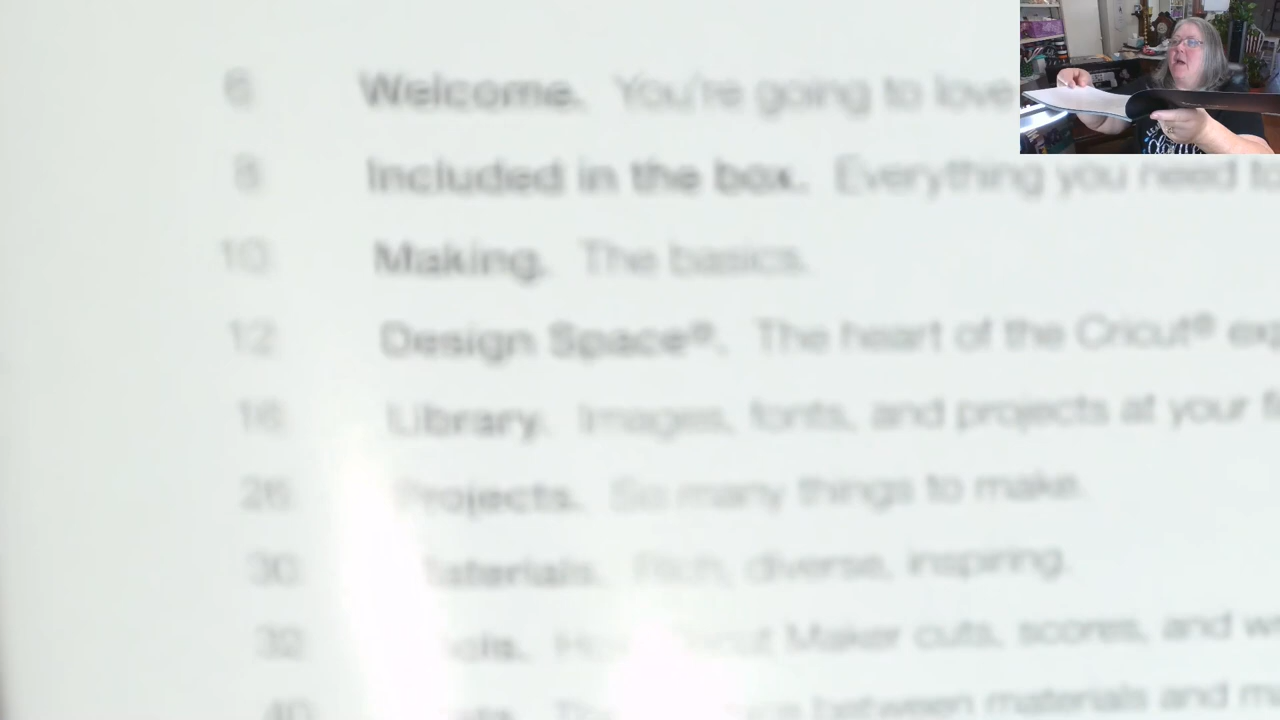 6 Welcome. You're going to love
8 Included in the box. Everything you need to
10 Making. The basics.
12 Design Space®. The heart of the Cricut®
16 Library. Images, fonts, and projects at your
26 Projects. So many things to make.
30 Materials. Rich, diverse, inspiring.
32 Maker cuts, scores, and
40 between materials and